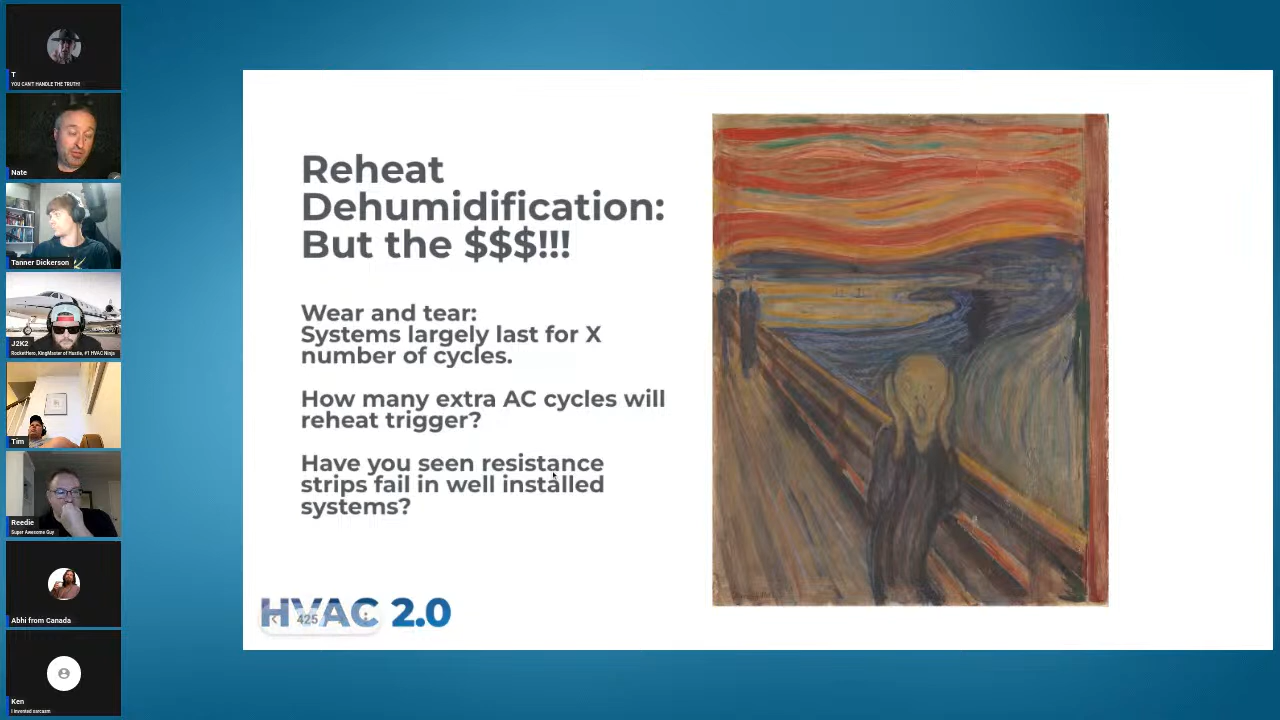 T
YOU CAN'T HANDLE THE TRUTH!
Nate
Tanner Dickerson
J2K2
RocketHero, KingMaster of Hustle, #1 HVAC Ninja
Tim
Reedie
Super Awesome Guy
Abhi from Canada
Ken
I invented sarcasm
Reheat
Dehumidification:
But the $$$!!!
Wear and tear:
Systems largely last for X
number of cycles.
How many extra AC cycles will
reheat trigger?
Have you seen resistance
strips fail in well installed
systems?
HVAC 2.0
425